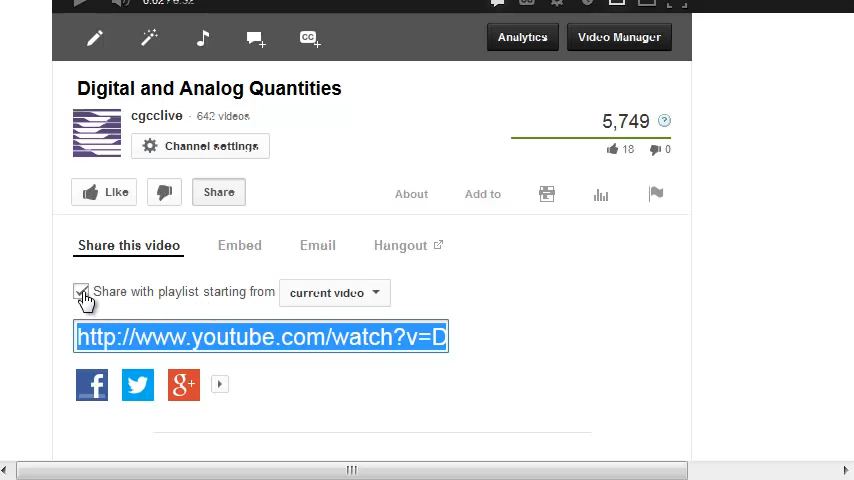 CC CC
Analytics Video Manager
Digital and Analog Quantities
cgcclive · 642 videos
5,749 ?
Channel settings
18 0
Like Share About Add to
Share this video Embed Email Hangout
Share with playlist starting from current video
http://www.youtube.com/watch?v=D
f g+